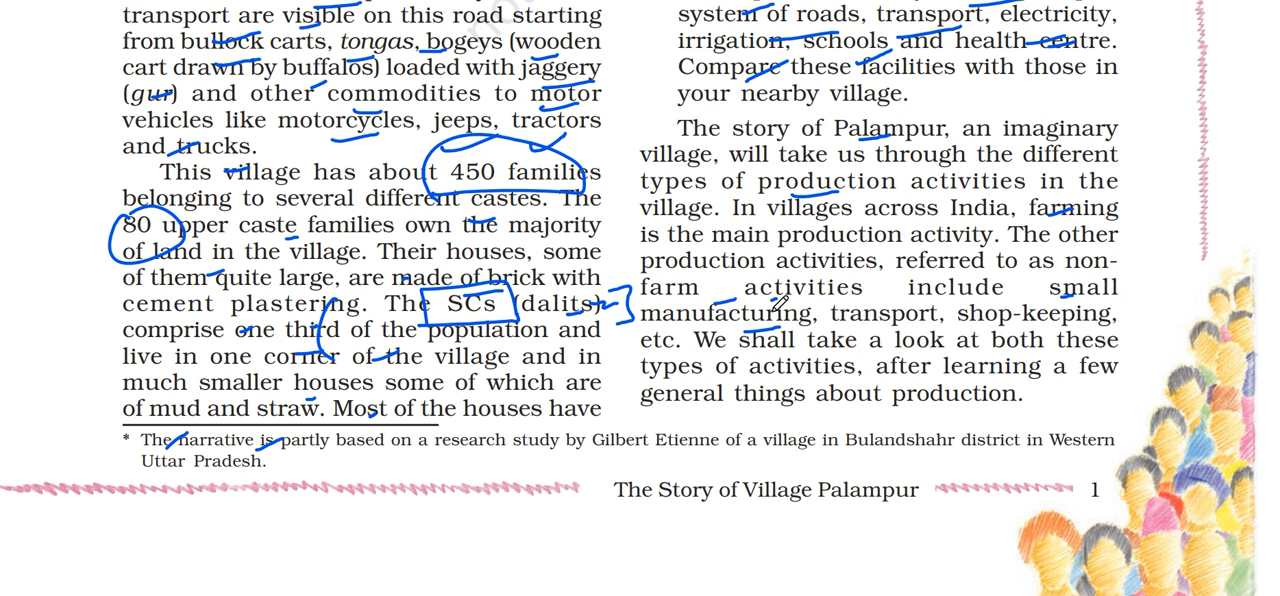 transport are visible on this road starting
from bullock carts, tongas, bogeys (wooden
cart drawn by buffalos) loaded with jaggery
(gur) and other commodities to motor
vehicles like motorcycles, jeeps, tractors
and trucks.
This village has about 450 families
belonging to several different castes. The
80 upper caste families own the majority
of land in the village. Their houses, some
of them quite large, are made of brick with
cement plastering. The SCs (dalits)
comprise one third of the population and
live in one corner of the village and in
much smaller houses some of which are
of mud and straw. Most of the houses have
system of roads, transport, electricity,
irrigation, schools and health centre.
Compare these facilities with those in
your nearby village.
The story of Palampur, an imaginary
village, will take us through the different
types of production activities in the
village. In villages across India, farming
is the main production activity. The other
production activities, referred to as non-
farm activities include small
manufacturing, transport, shop-keeping,
etc. We shall take a look at both these
types of activities, after learning a few
general things about production.
* The narrative is partly based on a research study by Gilbert Etienne of a village in Bulandshahr district in Western
Uttar Pradesh.
The Story of Village Palampur 1